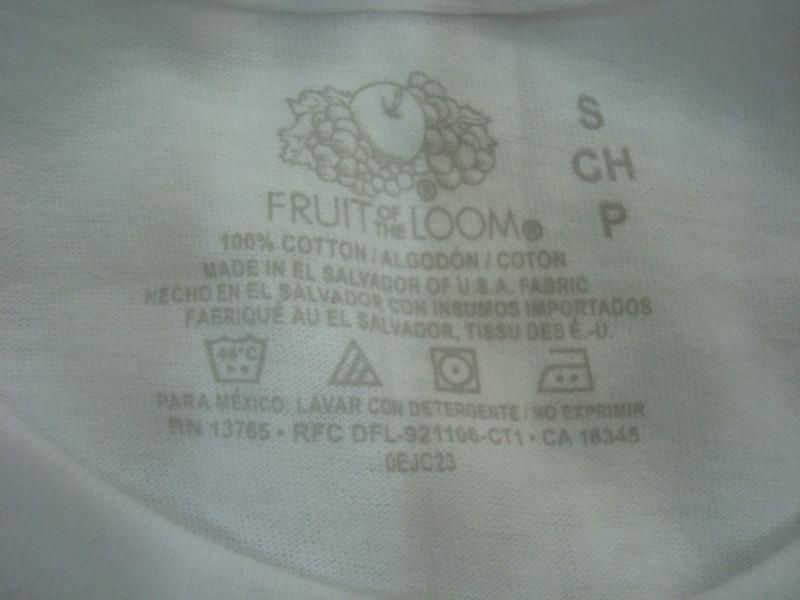 S
CH
P
FRUIT OF THE LOOM®
100% COTTON / ALGODÓN / COTON
MADE IN EL SALVADOR OF U.S.A. FABRIC
HECHO EN EL SALVADOR CON INSUMOS IMPORTADOS
FABRIQUÉ AU EL SALVADOR, TISSU DES É.-U.
40°C
PARA MÉXICO: LAVAR CON DETERGENTE / NO EXPRIMIR
RN 13765 • RFC DFL-921106-CT1 • CA 18345
0EJC23